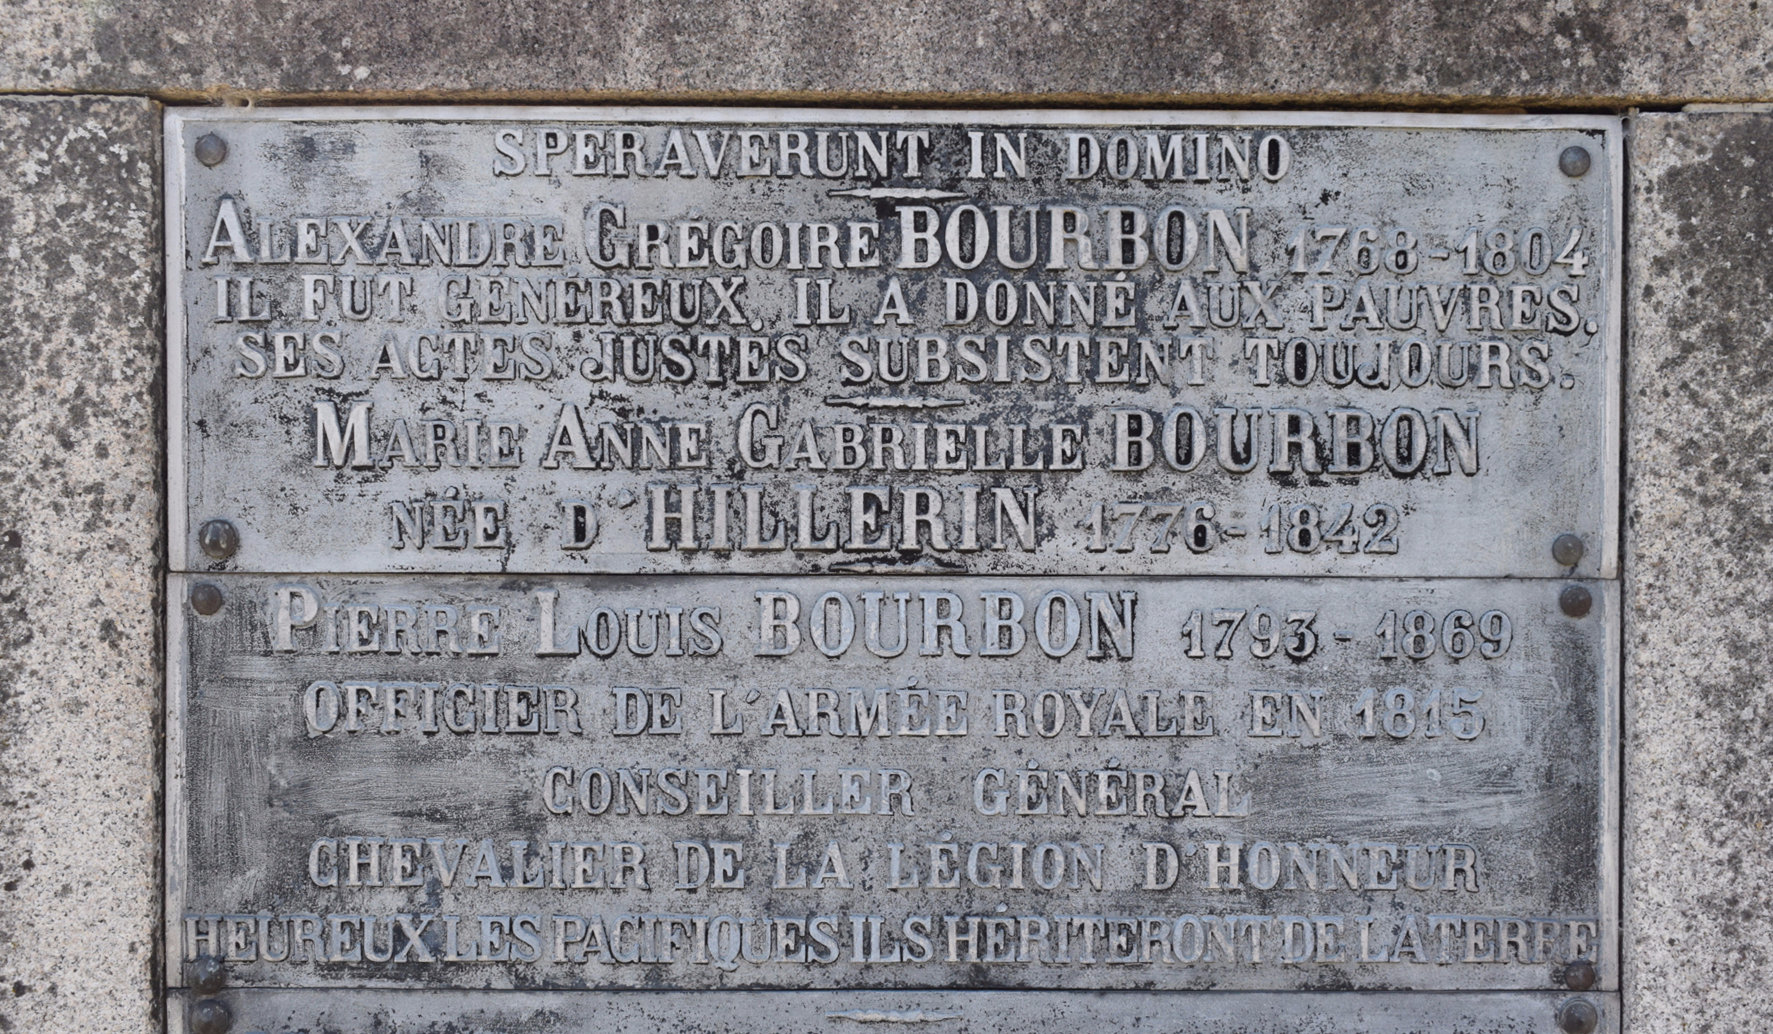 SPERAVERUNT IN DOMINO
ALEXANDRE GRÉGOIRE BOURBON 1768-1804
IL FUT GÉNÉREUX. IL A DONNÉ AUX PAUVRES.
SES ACTES JUSTES SUBSISTENT TOUJOURS.
MARIE ANNE GABRIELLE BOURBON
NÉE D'HILLERIN 1776-1842
PIERRE LOUIS BOURBON 1793-1869
OFFICIER DE L'ARMÉE ROYALE EN 1815
CONSEILLER GÉNÉRAL
CHEVALIER DE LA LÉGION D'HONNEUR
HEUREUX LES PACIFIQUES ILS HÉRITERONT DE LA TERRE